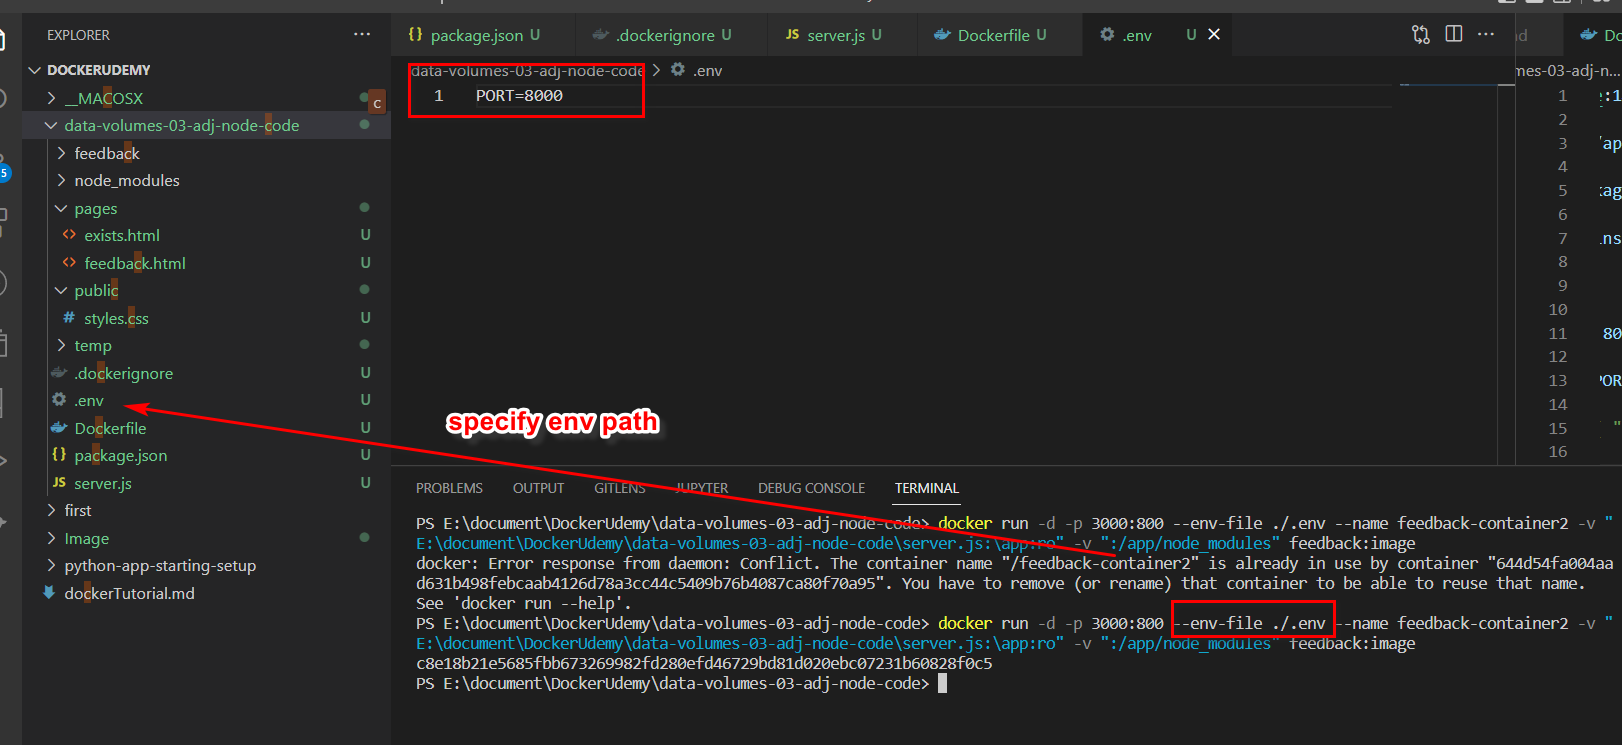 EXPLORER ...
DOCKERUDEMY
__MACOSX
C
data-volumes-03-adj-node-code
feedback
node_modules
pages
exists.html U
feedback.html U
public
# styles.css U
temp
.dockerignore U
.env U
Dockerfile U
{} package.json U
JS server.js U
first
Image
python-app-starting-setup
dockerTutorial.md
5
{} package.json U .dockerignore U JS server.js U Dockerfile U .env U
data-volumes-03-adj-node-code > .env
1 PORT=8000
mes-03-adj-n...
1 :1
2
3 /ap
4
5 kag
6
7 ns
8
9
10
11 80
12
13 POR
14
15 "
16
specify env path
PROBLEMS OUTPUT GITLENS JUPYTER DEBUG CONSOLE TERMINAL
PS E:\document\DockerUdemy\data-volumes-03-adj-node-code> docker run -d -p 3000:800 --env-file ./.env --name feedback-container2 -v "
E:\document\DockerUdemy\data-volumes-03-adj-node-code\server.js:\app:ro" -v ":/app/node_modules" feedback:image
docker: Error response from daemon: Conflict. The container name "/feedback-container2" is already in use by container "644d54fa004aa
d631b498febcaab4126d78a3cc44c5409b76b4087ca80f70a95". You have to remove (or rename) that container to be able to reuse that name.
See 'docker run --help'.
PS E:\document\DockerUdemy\data-volumes-03-adj-node-code> docker run -d -p 3000:800 --env-file ./.env --name feedback-container2 -v "
E:\document\DockerUdemy\data-volumes-03-adj-node-code\server.js:\app:ro" -v ":/app/node_modules" feedback:image
c8e18b21e5685fbb673269982fd280efd46729bd81d020ebc07231b60828f0c5
PS E:\document\DockerUdemy\data-volumes-03-adj-node-code>